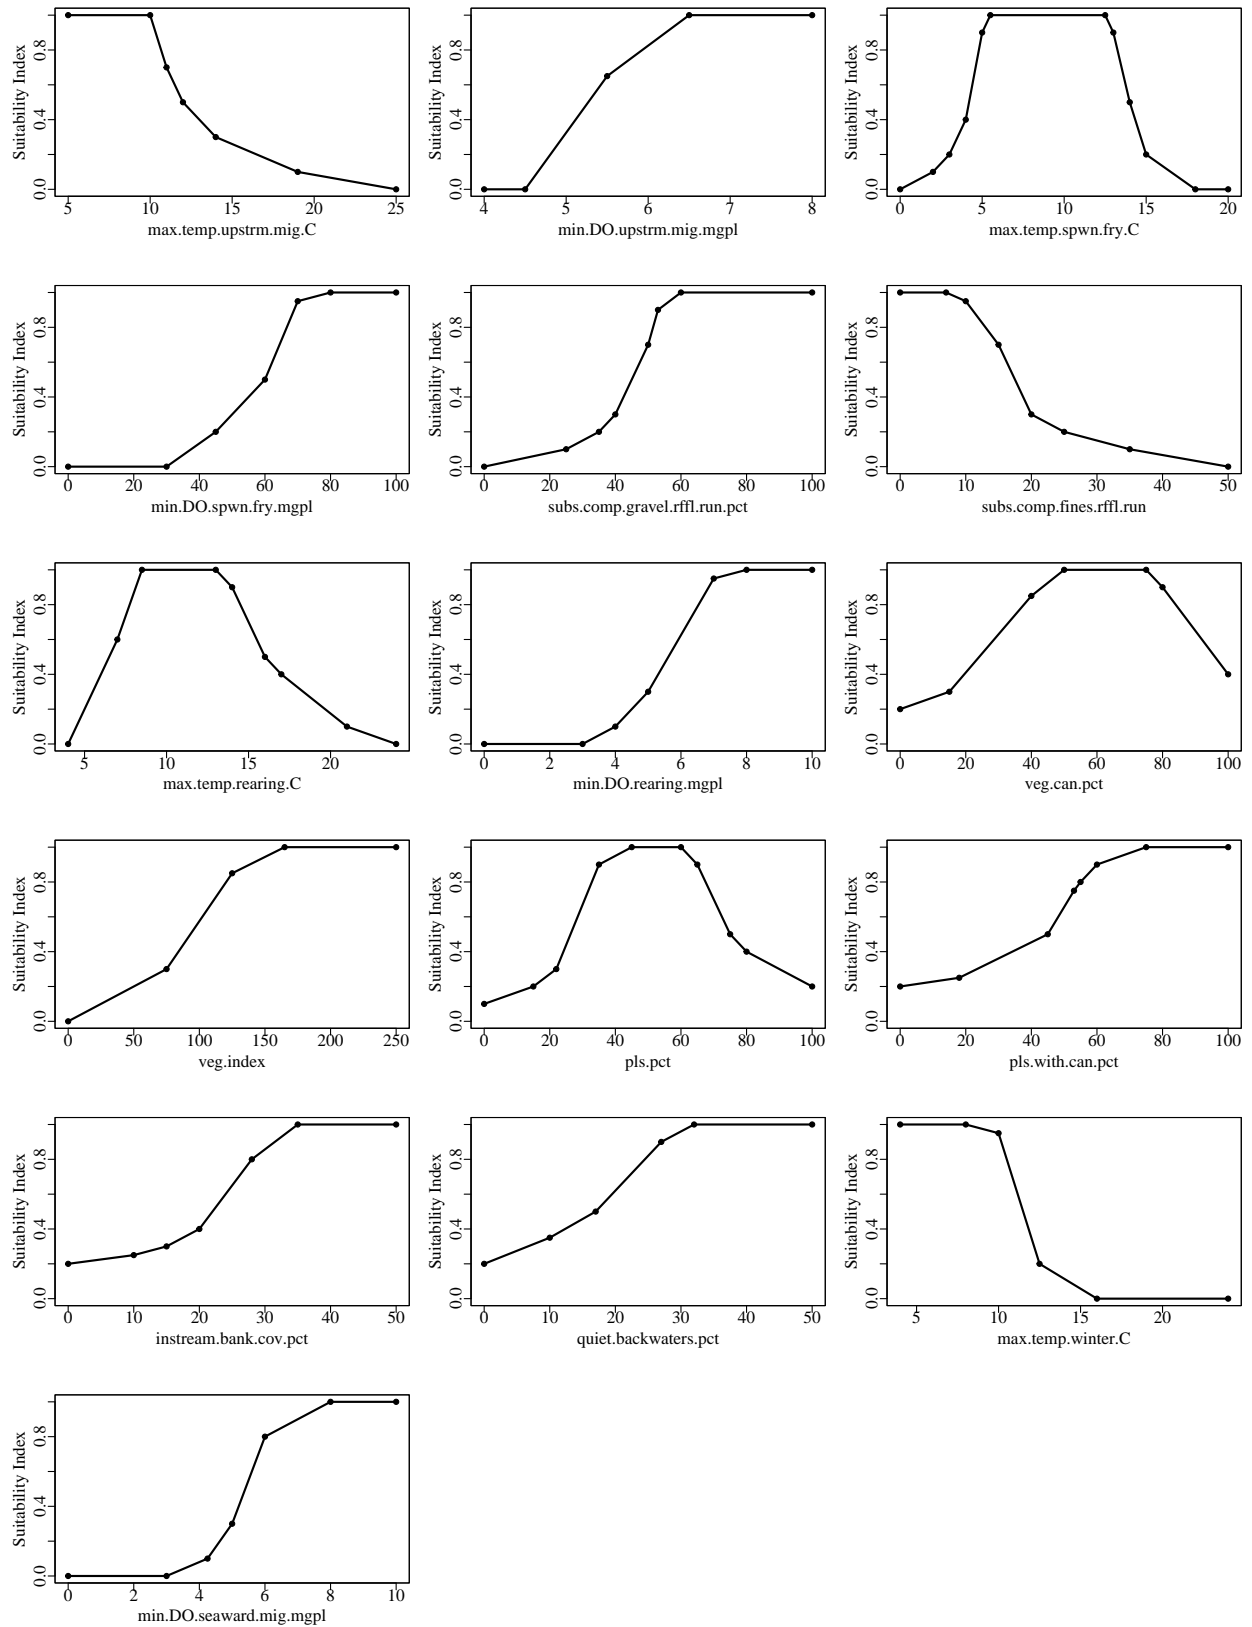 Suitability Index
0.0 0.4 0.8
5 10 15 20 25
max.temp.upstrm.mig.C
Suitability Index
0.0 0.4 0.8
4 5 6 7 8
min.DO.upstrm.mig.mgpl
Suitability Index
0.0 0.4 0.8
0 5 10 15 20
max.temp.spwn.fry.C
Suitability Index
0.0 0.4 0.8
0 20 40 60 80 100
min.DO.spwn.fry.mgpl
Suitability Index
0.0 0.4 0.8
0 20 40 60 80 100
subs.comp.gravel.rffl.run.pct
Suitability Index
0.0 0.4 0.8
0 10 20 30 40 50
subs.comp.fines.rffl.run
Suitability Index
0.0 0.4 0.8
5 10 15 20
max.temp.rearing.C
Suitability Index
0.0 0.4 0.8
0 2 4 6 8 10
min.DO.rearing.mgpl
Suitability Index
0.0 0.4 0.8
0 20 40 60 80 100
veg.can.pct
Suitability Index
0.0 0.4 0.8
0 50 100 150 200 250
veg.index
Suitability Index
0.0 0.4 0.8
0 20 40 60 80 100
pls.pct
Suitability Index
0.0 0.4 0.8
0 20 40 60 80 100
pls.with.can.pct
Suitability Index
0.0 0.4 0.8
0 10 20 30 40 50
instream.bank.cov.pct
Suitability Index
0.0 0.4 0.8
0 10 20 30 40 50
quiet.backwaters.pct
Suitability Index
0.0 0.4 0.8
5 10 15 20
max.temp.winter.C
Suitability Index
0.0 0.4 0.8
0 2 4 6 8 10
min.DO.seaward.mig.mgpl